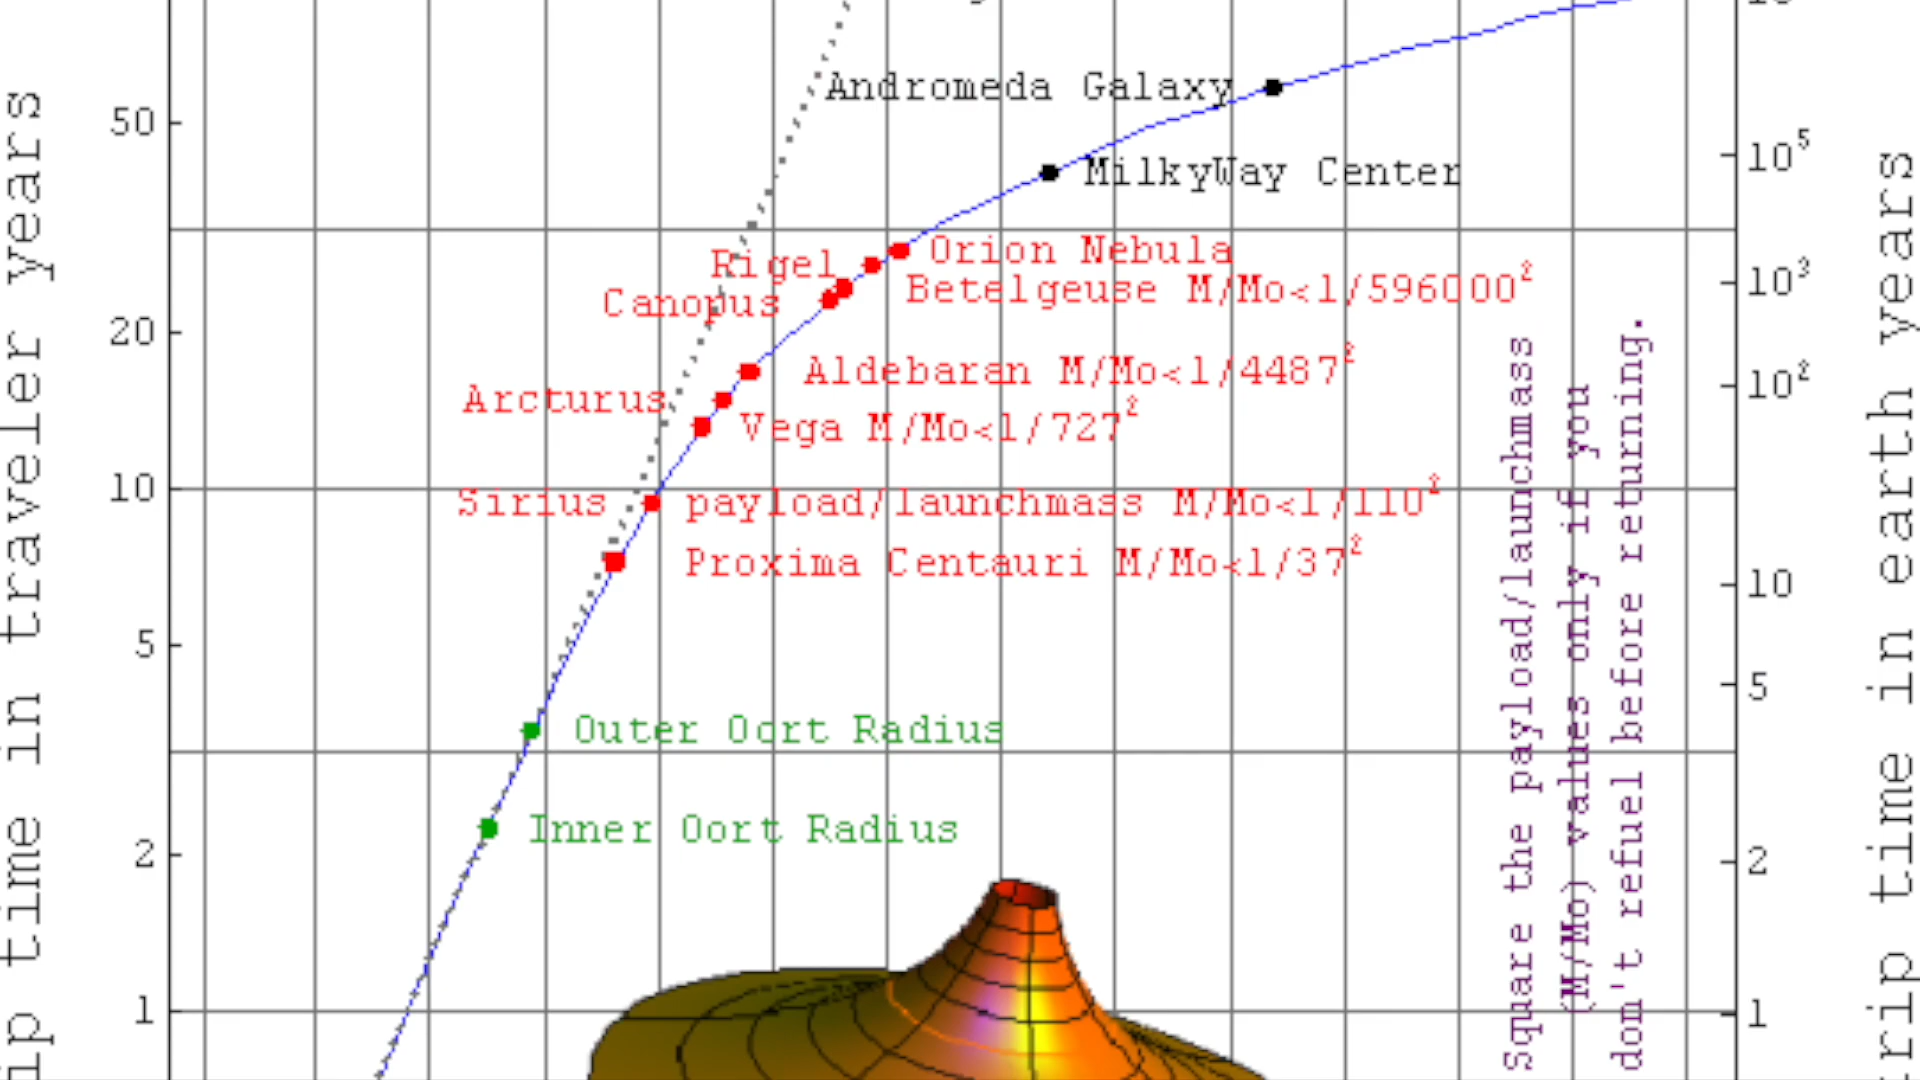 Andromeda Galaxy
50
10⁵
MilkyWay Center
Orion Nebula
Rigel
10³
Betelgeuse M/Mo<1/596000²
Canopus
20
Aldebaran M/Mo<1/4487²
10²
Arcturus
Vega M/Mo<1/727²
10
Sirius payload/launchmass M/Mo<1/110²
Proxima Centauri M/Mo<1/37²
10
5
5
Outer Oort Radius
Inner Oort Radius
2
2
1
1
time in traveler years
Square the payload/launchmass
(M/Mo) values only if you
don't refuel before returning.
time in earth years